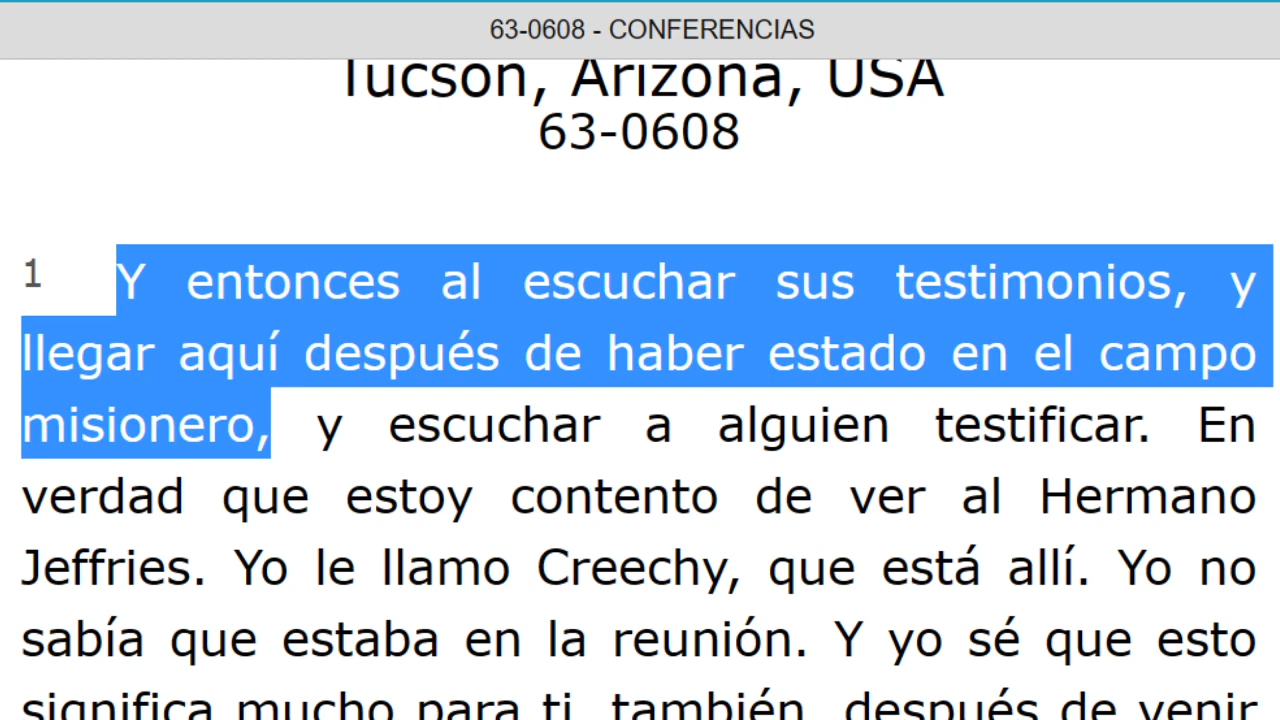 63-0608 - CONFERENCIAS
Tucson, Arizona, USA
63-0608
1 Y entonces al escuchar sus testimonios, y
llegar aquí después de haber estado en el campo
misionero, y escuchar a alguien testificar. En
verdad que estoy contento de ver al Hermano
Jeffries. Yo le llamo Creechy, que está allí. Yo no
sabía que estaba en la reunión. Y yo sé que esto
significa mucho para ti, también, después de venir